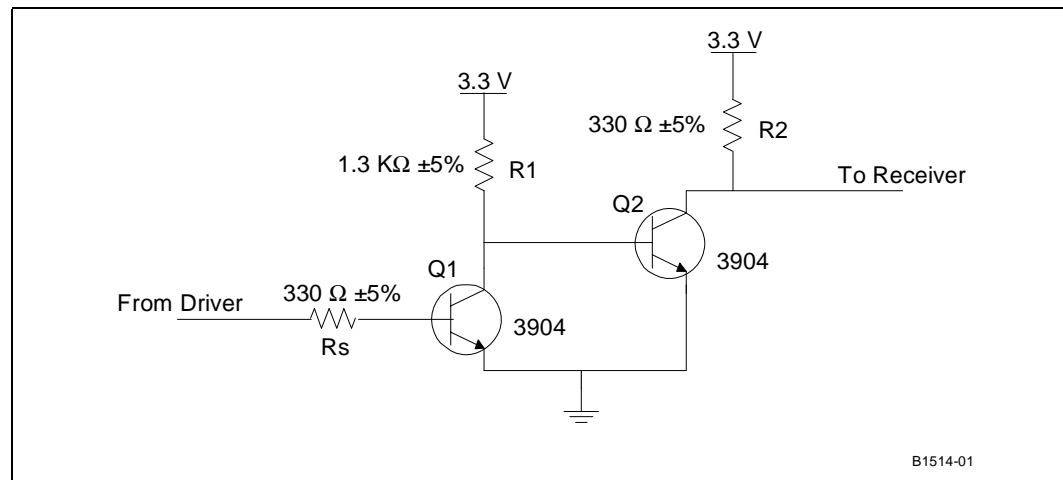 3.3 V
3.3 V
330 Ω ±5%
R2
1.3 KΩ ±5%
R1
To Receiver
Q2
3904
Q1
From Driver
330 Ω ±5%
3904
Rs
B1514-01